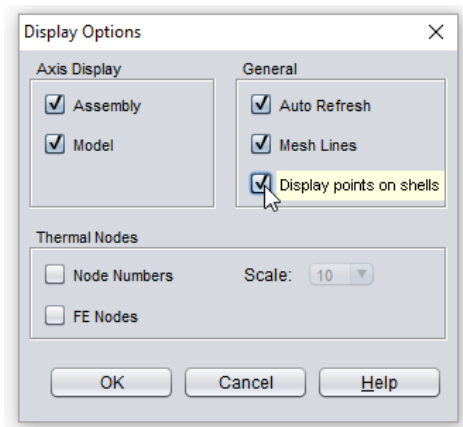 Display Options
Axis Display
Assembly
Model
General
Auto Refresh
Mesh Lines
Display points on shells
Thermal Nodes
Node Numbers
Scale: 10
FE Nodes
OK Cancel Help